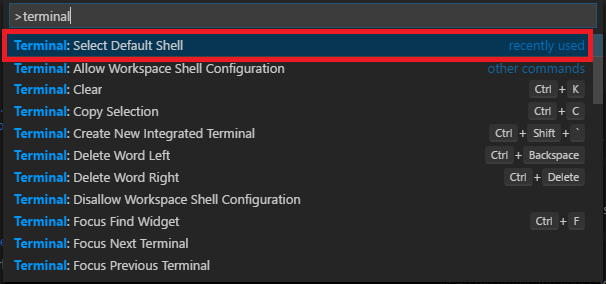 >terminal
Terminal: Select Default Shell recently used
Terminal: Allow Workspace Shell Configuration other commands
Terminal: Clear Ctrl + K
Terminal: Copy Selection Ctrl + C
Terminal: Create New Integrated Terminal Ctrl + Shift + `
Terminal: Delete Word Left Ctrl + Backspace
Terminal: Delete Word Right Ctrl + Delete
Terminal: Disallow Workspace Shell Configuration
Terminal: Focus Find Widget Ctrl + F
Terminal: Focus Next Terminal
Terminal: Focus Previous Terminal